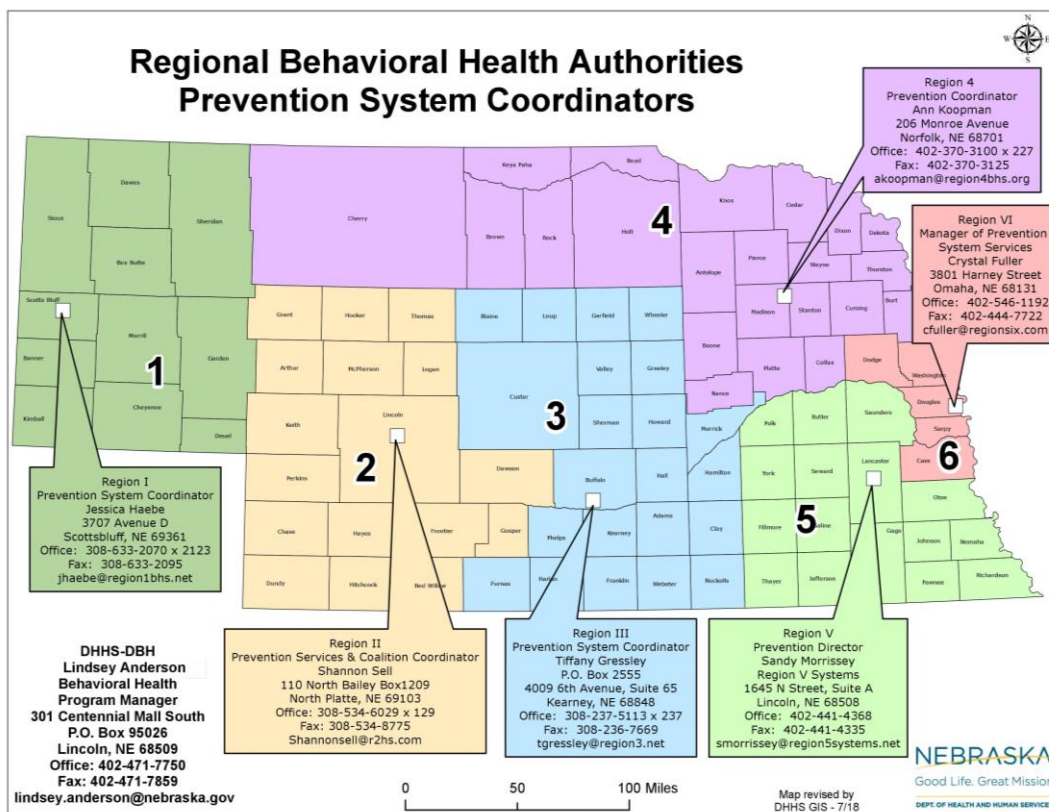 Regional Behavioral Health Authorities
Prevention System Coordinators
N
W
E
S
Region 4
Prevention Coordinator
Ann Koopman
206 Monroe Avenue
Norfolk, NE 68701
Office: 402-370-3100 x 227
Fax: 402-370-3125
akoopman@region4bhs.org
Region VI
Manager of Prevention
System Services
Crystal Fuller
3801 Harney Street
Omaha, NE 68131
Office: 402-546-1192
Fax: 402-444-7722
cfuller@regionsix.com
Sioux
Dawes
Sheridan
Box Butte
Scotts Bluff
Banner
Kimball
Morrill
Garden
Cheyenne
Deuel
1
Cherry
Keya Paha
Boyd
Brown
Rock
Holt
4
Knox
Cedar
Dixon
Dakota
Antelope
Pierce
Wayne
Thurston
Madison
Stanton
Cuming
Burt
Boone
Platte
Colfax
Nance
Grant
Hooker
Thomas
Arthur
McPherson
Logan
Keith
Lincoln
Perkins
Dawson
Chase
Hayes
Frontier
Gosper
Dundy
Hitchcock
Red Willow
2
Blaine
Loup
Garfield
Wheeler
Custer
Valley
Greeley
Sherman
Howard
Merrick
Buffalo
Hall
Hamilton
Phelps
Kearney
Adams
Clay
Furnas
Harlan
Franklin
Webster
Nuckolls
3
Polk
Butler
Saunders
York
Seward
Lancaster
Fillmore
Saline
Gage
Otoe
Johnson
Nemaha
Thayer
Jefferson
Pawnee
Richardson
5
Dodge
Washington
Douglas
Sarpy
Cass
6
Region I
Prevention System Coordinator
Jessica Haebe
3707 Avenue D
Scottsbluff, NE 69361
Office: 308-633-2070 x 2123
Fax: 308-633-2095
jhaebe@region1bhs.net
Region II
Prevention Services & Coalition Coordinator
Shannon Sell
110 North Bailey Box1209
North Platte, NE 69103
Office: 308-534-6029 x 129
Fax: 308-534-8775
Shannonsell@r2hs.com
Region III
Prevention System Coordinator
Tiffany Gressley
P.O. Box 2555
4009 6th Avenue, Suite 65
Kearney, NE 68848
Office: 308-237-5113 x 237
Fax: 308-236-7669
tgressley@region3.net
Region V
Prevention Director
Sandy Morrissey
Region V Systems
1645 N Street, Suite A
Lincoln, NE 68508
Office: 402-441-4368
Fax: 402-441-4335
smorrissey@region5systems.net
DHHS-DBH
Lindsey Anderson
Behavioral Health
Program Manager
301 Centennial Mall South
P.O. Box 95026
Lincoln, NE 68509
Office: 402-471-7750
Fax: 402-471-7859
lindsey.anderson@nebraska.gov
0
50
100 Miles
Map revised by
DHHS GIS - 7/18
NEBRASKA
Good Life. Great Mission.
DEPT. OF HEALTH AND HUMAN SERVICES